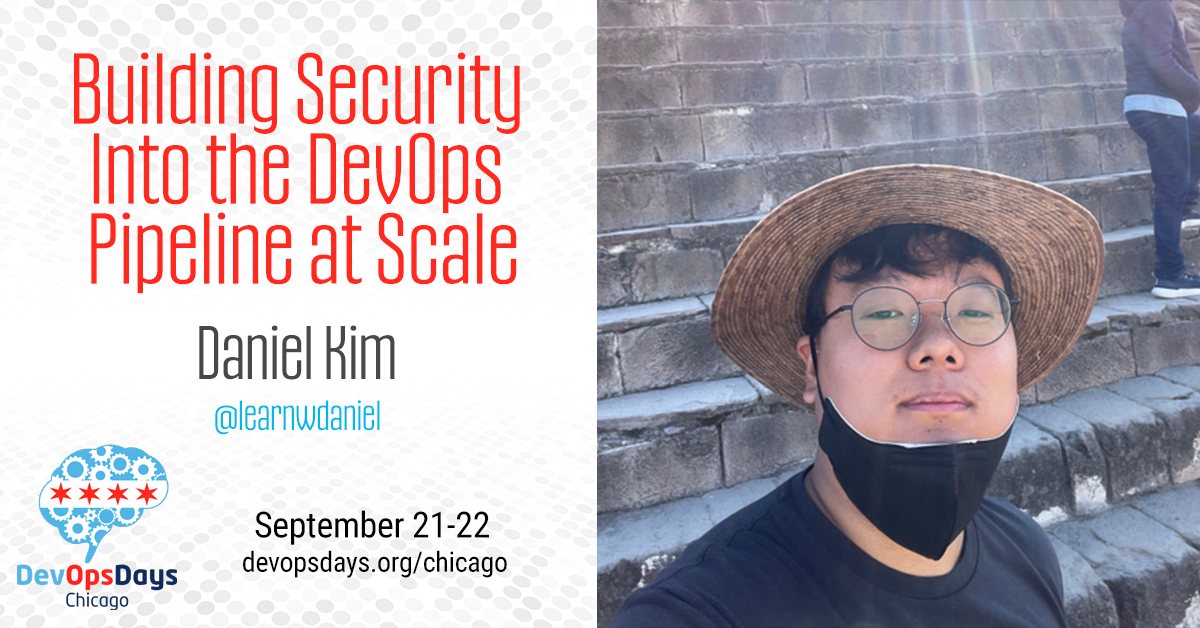 Building Security
Into the DevOps
Pipeline at Scale
Daniel Kim
@learnwdaniel
DevOpsDays
Chicago
September 21-22
devopsdays.org/chicago